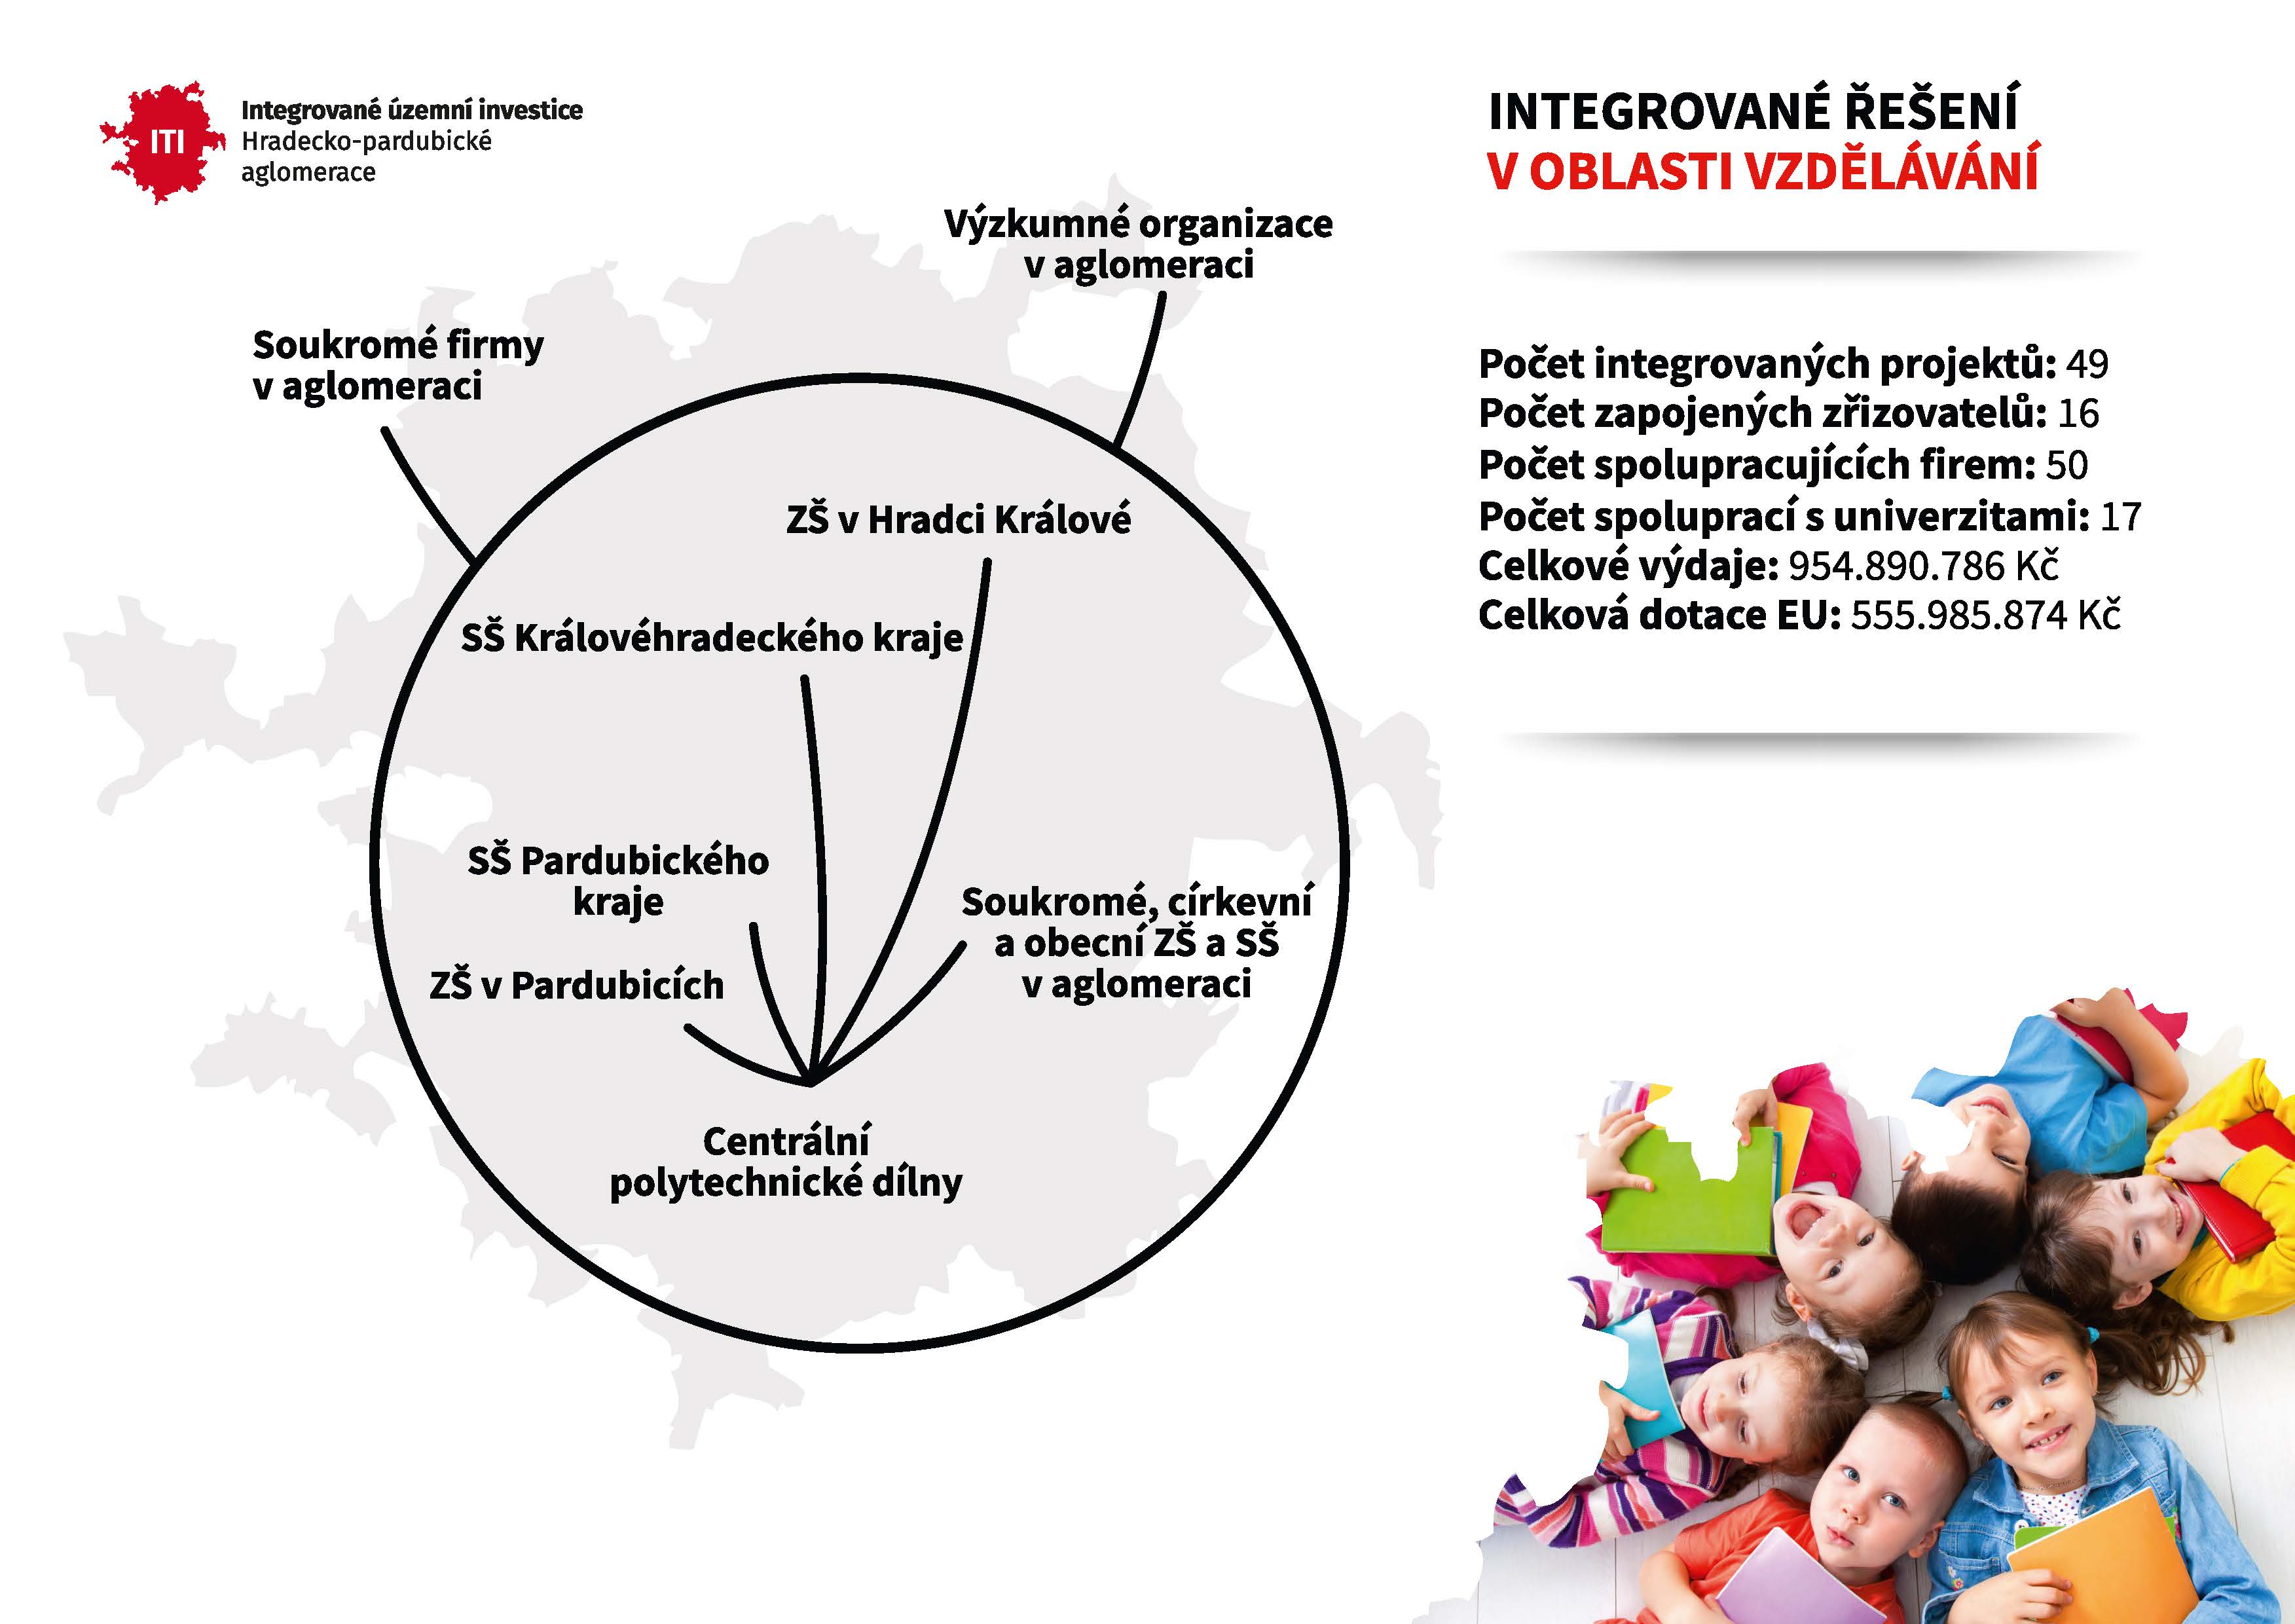 ITI
Integrované územní investice
Hradecko-pardubické
aglomerace
INTEGROVANÉ ŘEŠENÍ
V OBLASTI VZDĚLÁVÁNÍ
Výzkumné organizace
v aglomeraci
Soukromé firmy
v aglomeraci
ZŠ v Hradci Králové
SŠ Královéhradeckého kraje
SŠ Pardubického
kraje
Soukromé, církevní
a obecní ZŠ a SŠ
v aglomeraci
ZŠ v Pardubicích
Centrální
polytechnické dílny
Počet integrovaných projektů: 49
Počet zapojených zřizovatelů: 16
Počet spolupracujících firem: 50
Počet spoluprací s univerzitami: 17
Celkové výdaje: 954.890.786 Kč
Celková dotace EU: 555.985.874 Kč